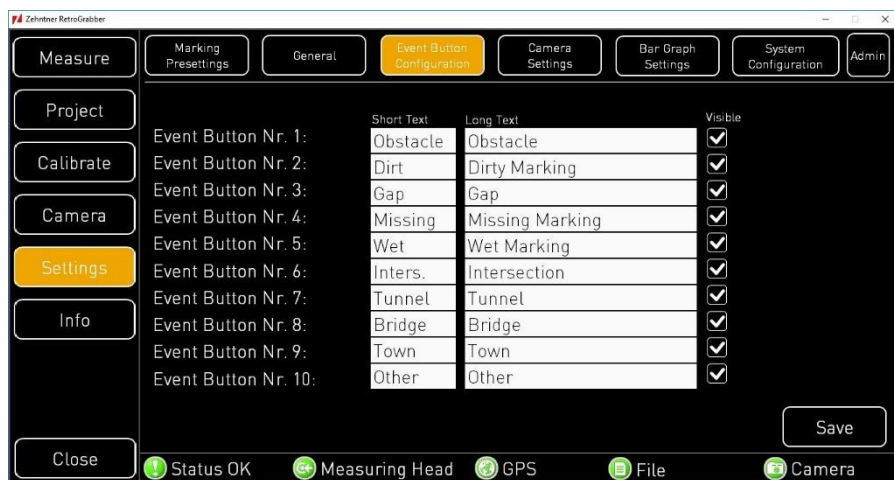 Zehntner RetroGrabber
Measure
Project
Calibrate
Camera
Settings
Info
Close
Marking
Presettings
General
Event Button
Configuration
Camera
Settings
Bar Graph
Settings
System
Configuration
Admin
Short Text Long Text Visible
Event Button Nr. 1: Obstacle Obstacle
Event Button Nr. 2: Dirt Dirty Marking
Event Button Nr. 3: Gap Gap
Event Button Nr. 4: Missing Missing Marking
Event Button Nr. 5: Wet Wet Marking
Event Button Nr. 6: Inters. Intersection
Event Button Nr. 7: Tunnel Tunnel
Event Button Nr. 8: Bridge Bridge
Event Button Nr. 9: Town Town
Event Button Nr. 10: Other Other
Save
Status OK Measuring Head GPS File Camera